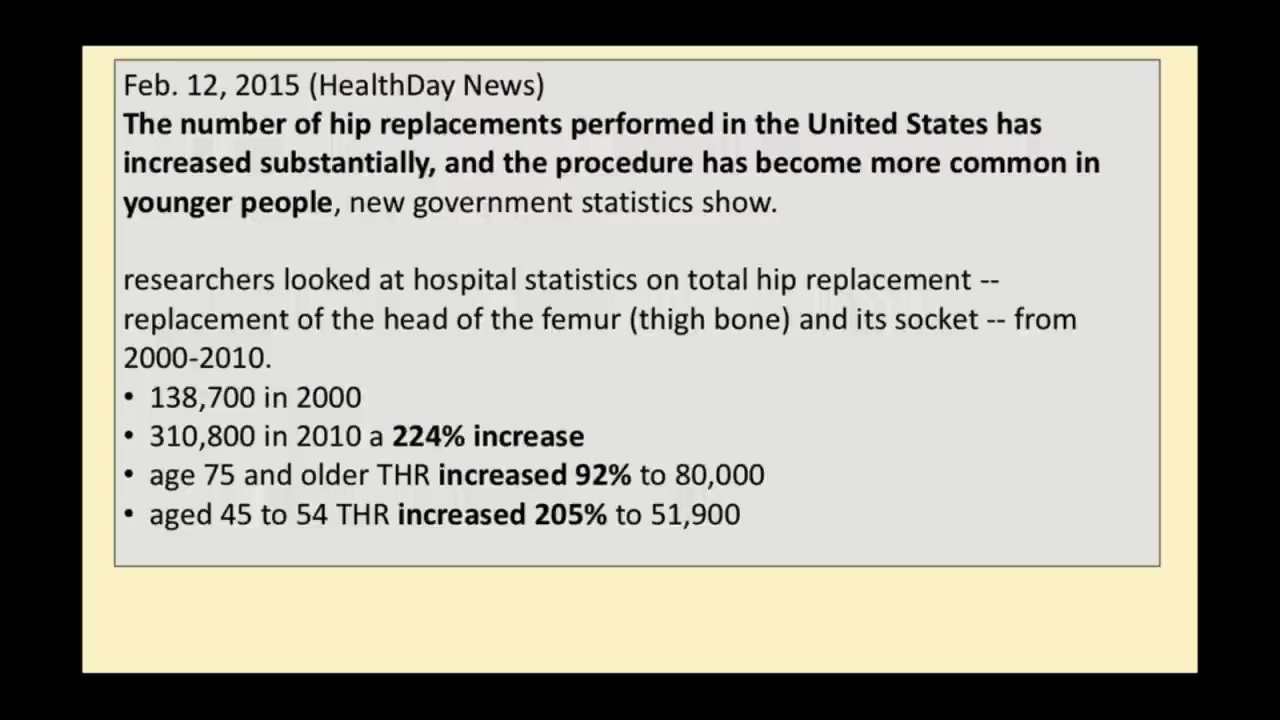 Feb. 12, 2015 (HealthDay News)
The number of hip replacements performed in the United States has
increased substantially, and the procedure has become more common in
younger people, new government statistics show.
researchers looked at hospital statistics on total hip replacement --
replacement of the head of the femur (thigh bone) and its socket -- from
2000-2010.
• 138,700 in 2000
• 310,800 in 2010 a 224% increase
• age 75 and older THR increased 92% to 80,000
• aged 45 to 54 THR increased 205% to 51,900